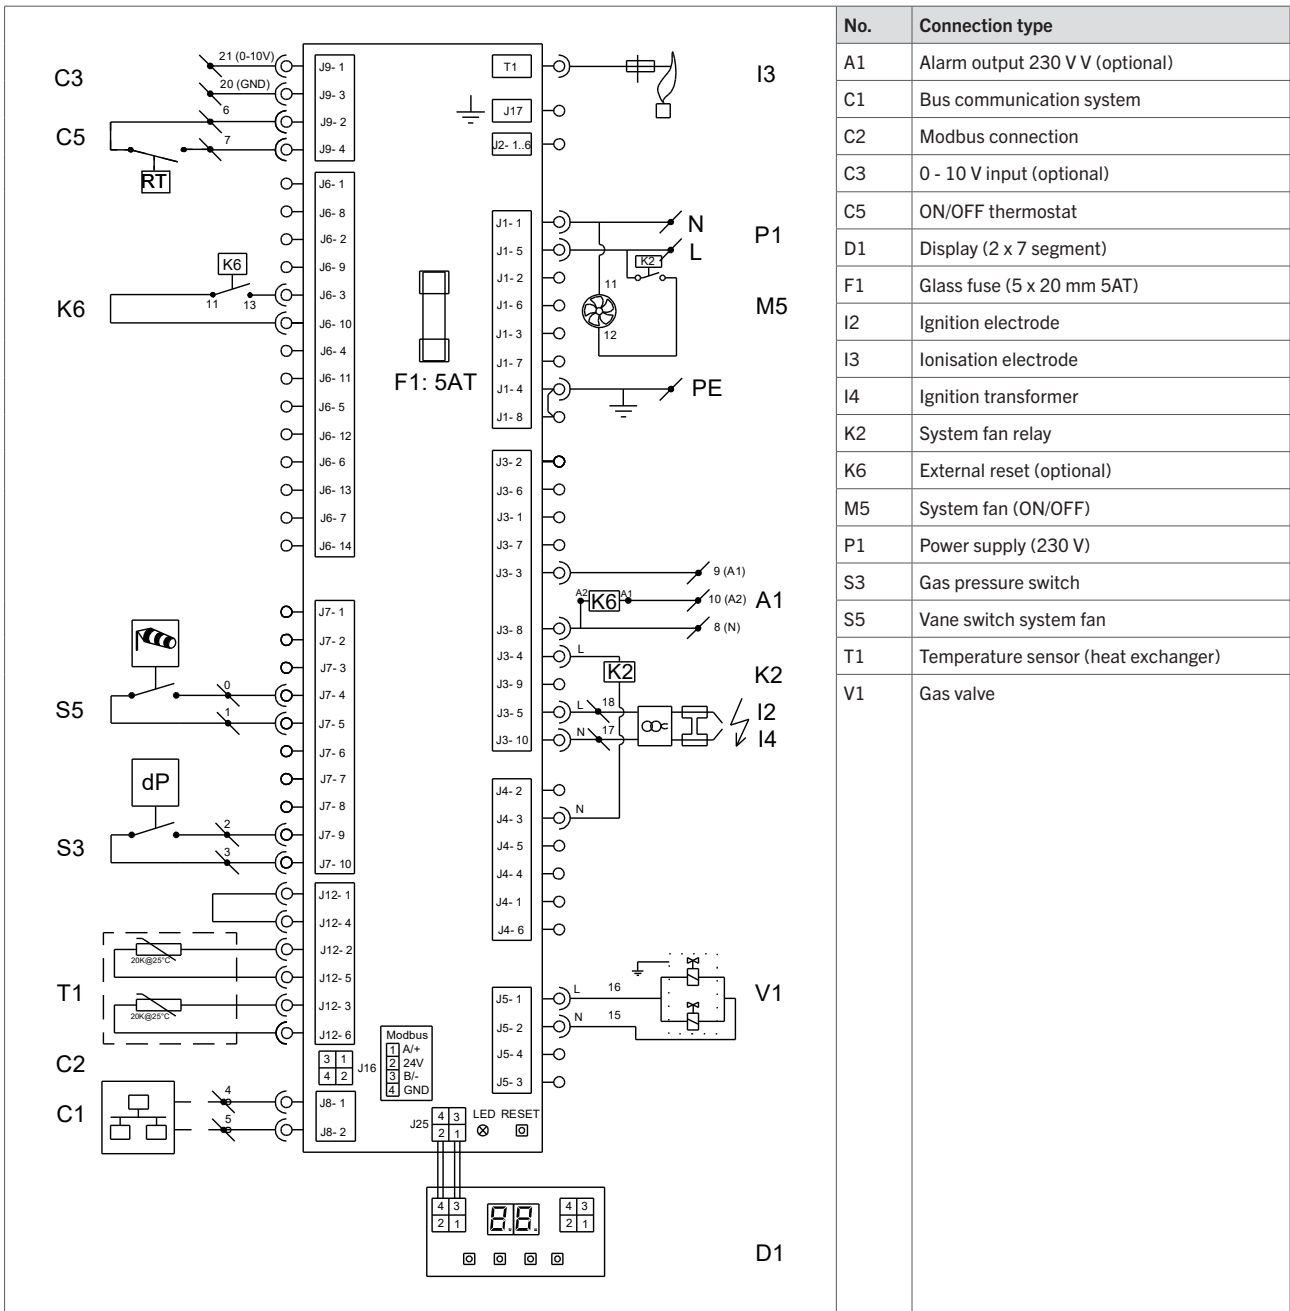 C3
21 (0-10V)
J9- 1
20 (GND)
J9- 3
C5
6
J9- 2
7
J9- 4
RT
J6- 1
J6- 8
J6- 2
J6- 9
K6
K6
11
13
J6- 3
J6- 10
J6- 4
J6- 11
J6- 5
J6- 12
J6- 6
J6- 13
J6- 7
J6- 14
F1: 5AT
J7- 1
J7- 2
J7- 3
S5
0
J7- 4
1
J7- 5
J7- 6
J7- 7
J7- 8
dP
S3
2
J7- 9
3
J7- 10
J12- 1
J12- 4
T1
20K@25°C
J12- 2
J12- 5
20K@25°C
J12- 3
J12- 6
C2
3 1
4 2
J16
Modbus
1 A/+
2 24V
3 B/-
4 GND
C1
4
J8- 1
5
J8- 2
J25
4 3
2 1
LED RESET
T1
I3
J17
J2- 1..6
J1- 1
N
P1
J1- 5
L
K2
J1- 2
11
M5
J1- 6
J1- 3
12
J1- 7
J1- 4
PE
J1- 8
J3- 2
J3- 6
J3- 1
J3- 7
J3- 3
9 (A1)
A2 K6 A1
10 (A2)
A1
J3- 8
8 (N)
J3- 4
L
K2
K2
J3- 9
J3- 5
L 18
I2
J3- 10
N 17
I4
J4- 2
J4- 3
N
J4- 5
J4- 4
J4- 1
J4- 6
J5- 1
L 16
V1
J5- 2
N 15
J5- 4
J5- 3
4 3
2 1
8.8.
4 3
2 1
D1
No. Connection type
A1 Alarm output 230 V V (optional)
C1 Bus communication system
C2 Modbus connection
C3 0 - 10 V input (optional)
C5 ON/OFF thermostat
D1 Display (2 x 7 segment)
F1 Glass fuse (5 x 20 mm 5AT)
I2 Ignition electrode
I3 Ionisation electrode
I4 Ignition transformer
K2 System fan relay
K6 External reset (optional)
M5 System fan (ON/OFF)
P1 Power supply (230 V)
S3 Gas pressure switch
S5 Vane switch system fan
T1 Temperature sensor (heat exchanger)
V1 Gas valve